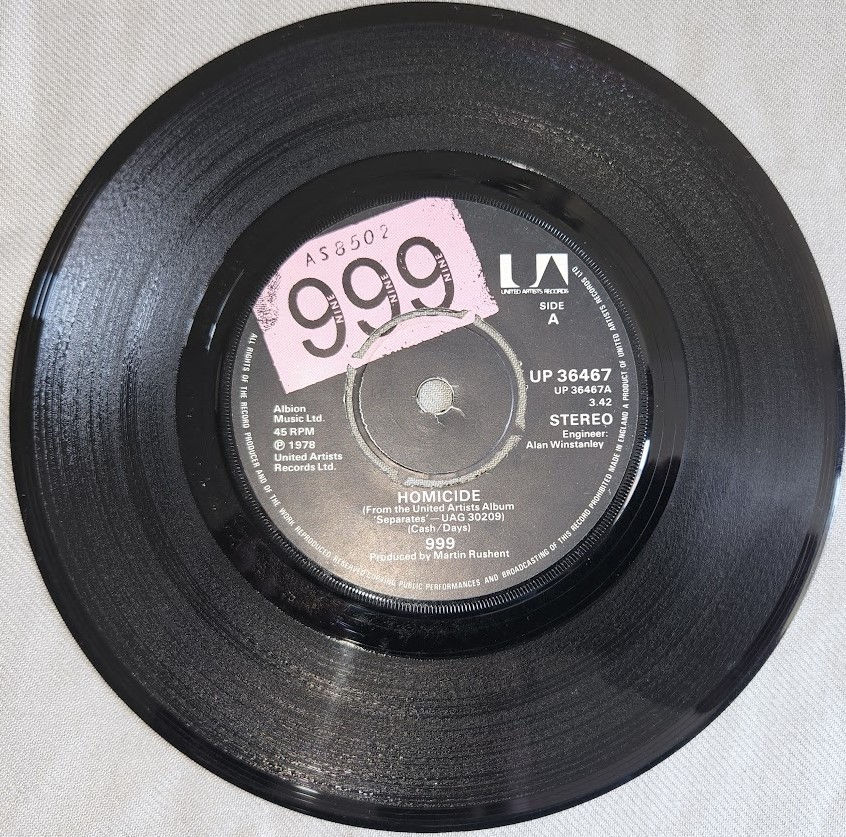 AS8502
999
NINE NINE NINE
UA
UNITED ARTISTS RECORDS
SIDE
A
UP 36467
UP 36467A
3.42
STEREO
Engineer:
Alan Winstanley
Albion
Music Ltd
45 RPM
Ⓟ 1978
United Artists
Records Ltd.
HOMICIDE
(From the United Artists Album
'Separates'—UAG 30209)
(Cash/Days)
999
Produced by Martin Rushent
ALL RIGHTS OF THE RECORD PRODUCER AND OF THE WORK REPRODUCED RESERVED COPYING PUBLIC PERFORMANCES AND BROADCASTING OF THIS RECORD PROHIBITED MADE IN ENGLAND A PRODUCT OF UNITED ARTISTS RECORDS LTD